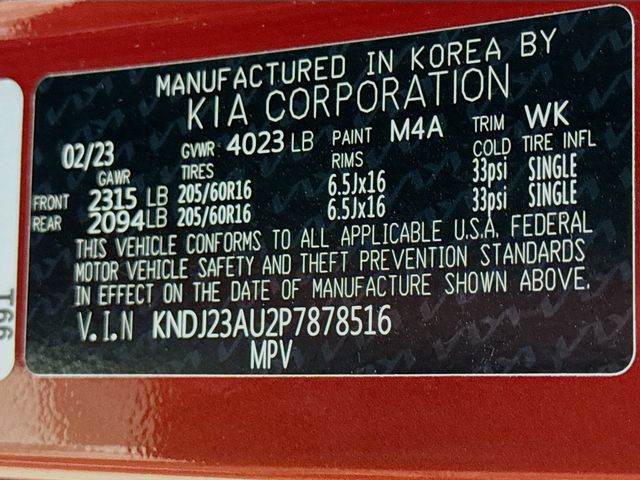 MANUFACTURED IN KOREA BY
KIA CORPORATION
02/23 GVWR 4023 LB PAINT M4A TRIM WK
GAWR TIRES RIMS COLD TIRE INFL
FRONT 2315 LB 205/60R16 6.5Jx16 33psi SINGLE
REAR 2094LB 205/60R16 6.5Jx16 33psi SINGLE
THIS VEHICLE CONFORMS TO ALL APPLICABLE U.S.A. FEDERAL
MOTOR VEHICLE SAFETY AND THEFT PREVENTION STANDARDS
IN EFFECT ON THE DATE OF MANUFACTURE SHOWN ABOVE.
V.I.N KNDJ23AU2P7878516
MPV